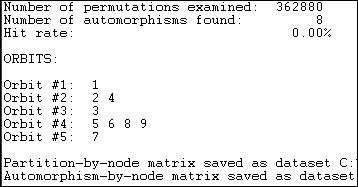 Number of permutations examined: 362880
Number of automorphisms found: 8
Hit rate: 0.00%
ORBITS:
Orbit #1: 1
Orbit #2: 2 4
Orbit #3: 3
Orbit #4: 5 6 8 9
Orbit #5: 7
Partition-by-node matrix saved as dataset C:
Automorphism-by-node matrix saved as dataset